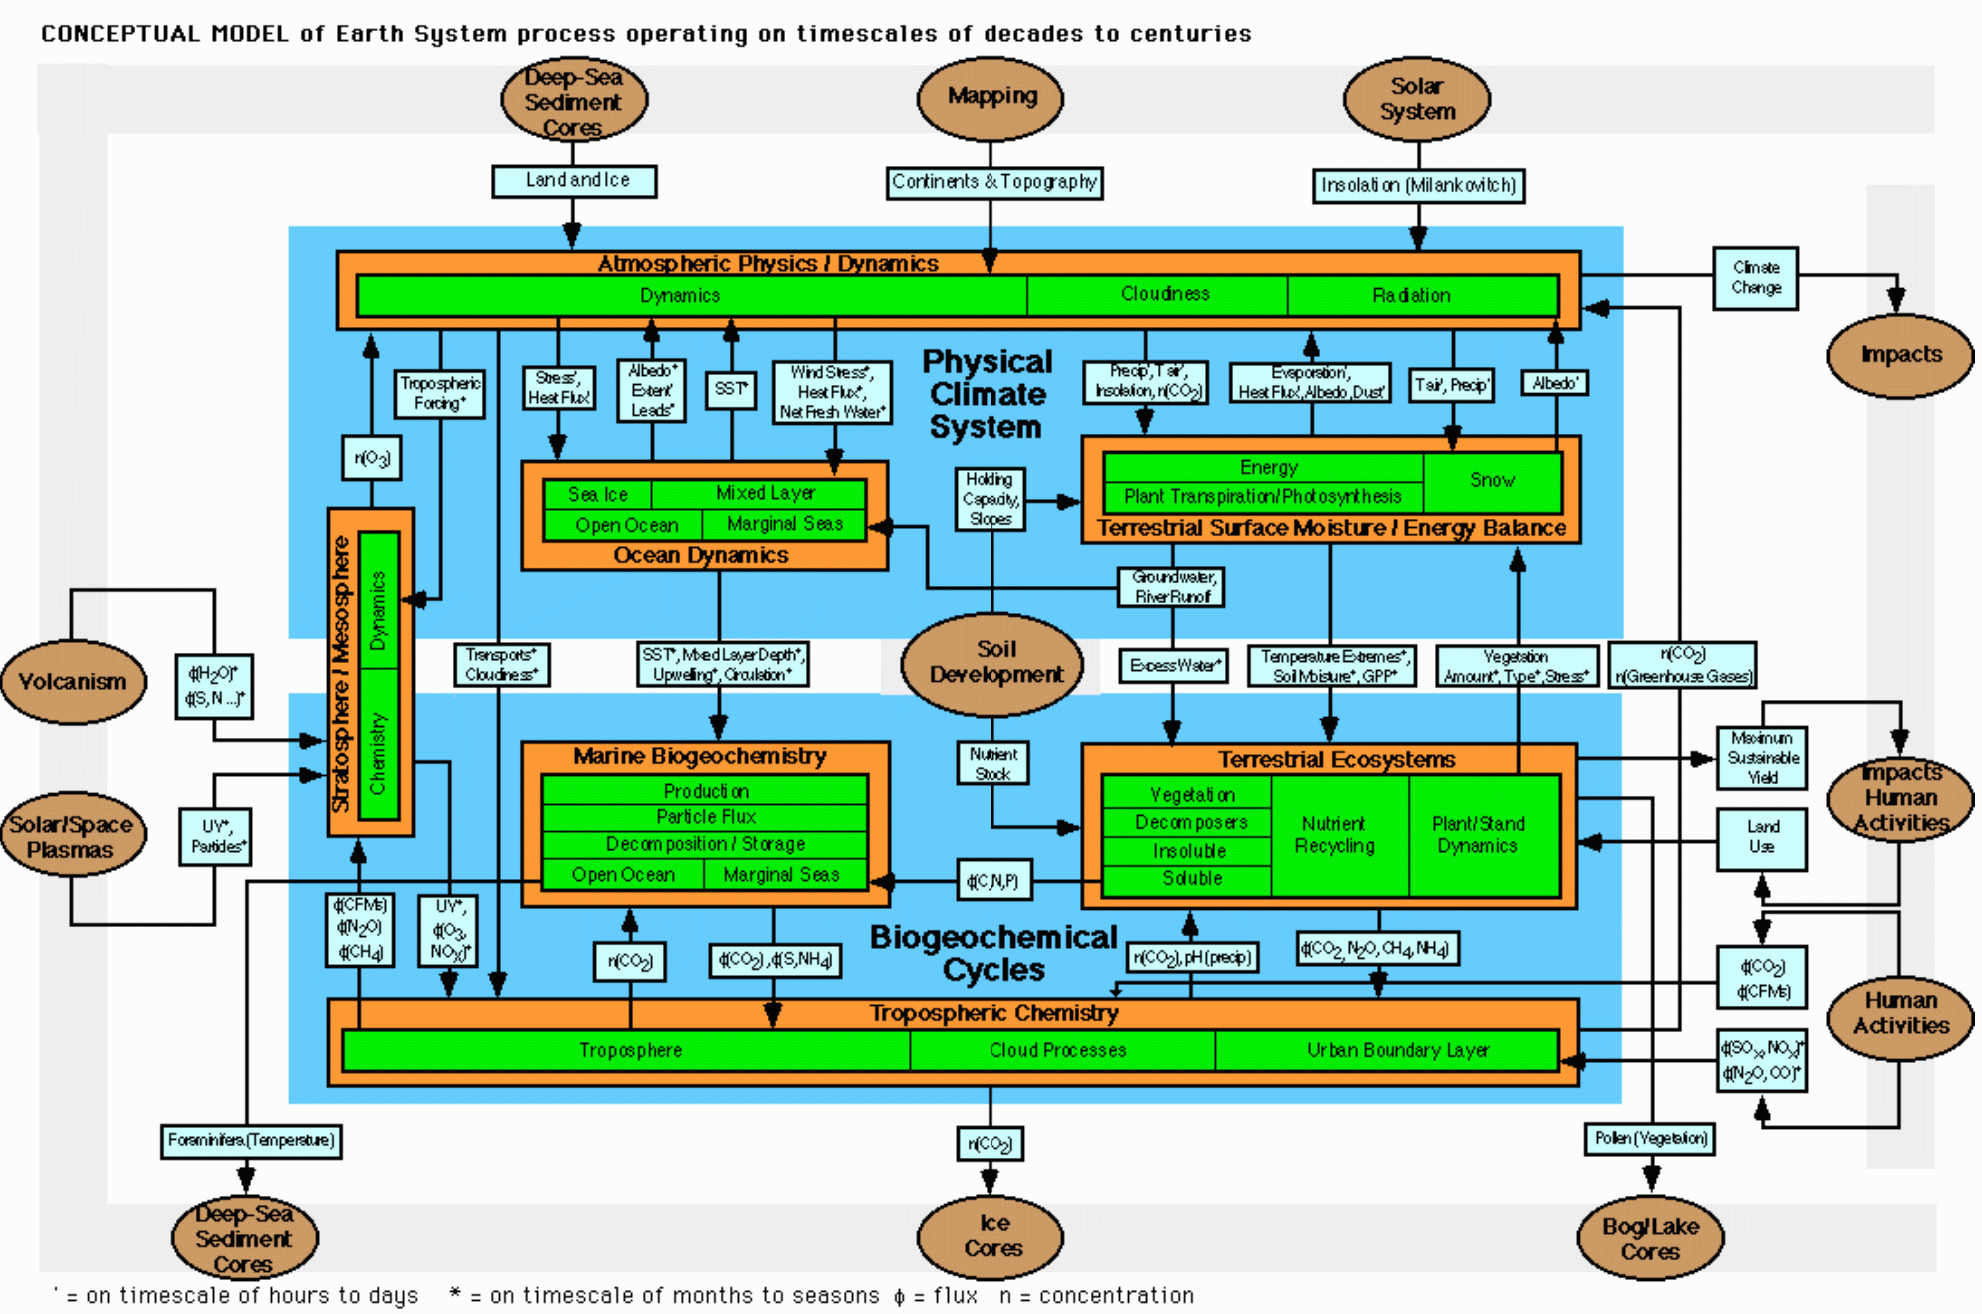 CONCEPTUAL MODEL of Earth System process operating on timescales of decades to centuries
Deep-Sea
Sediment
Cores
Mapping
Solar
System
Land and Ice
Continents & Topography
Insolation (Milankovitch)
Atmospheric Physics / Dynamics
Dynamics
Cloudiness
Radiation
Climate
Change
Impacts
Physical
Climate
System
Tropospheric
Forcing*
Stress',
Heat Flux'
Albedo*
Extent'
Leads*
SST*
Wind Stress*,
Heat Flux*,
Net Fresh Water*
Precip', Tair',
Insolation, n(CO2)
Evaporation',
Heat Flux', Albedo, Dust'
Tair', Precip'
Albedo'
n(O3)
Sea Ice
Mixed Layer
Open Ocean
Marginal Seas
Ocean Dynamics
Holding
Capacity,
Slopes
Energy
Plant Transpiration/Photosynthesis
Snow
Terrestrial Surface Moisture / Energy Balance
Stratosphere / Mesosphere
Dynamics
Chemistry
Groundwater,
River Runoff
Soil
Development
Volcanism
ϕ(H2O)*
ϕ(S, N ...)*
Transports*
Cloudiness*
SST*, Mixed Layer Depth*,
Upwelling*, Circulation*
Excess Water*
Temperature Extremes*,
Soil Moisture*, GPP*
Vegetation
Amount*, Type*, Stress*
n(CO2)
n(Greenhouse Gases)
Solar/Space
Plasmas
UV*,
Particles*
Marine Biogeochemistry
Production
Particle Flux
Decomposition / Storage
Open Ocean
Marginal Seas
Nutrient
Stock
Terrestrial Ecosystems
Vegetation
Decomposers
Insoluble
Soluble
Nutrient
Recycling
Plant/Stand
Dynamics
Maximum
Sustainable
Yield
Impacts
Human
Activities
Land
Use
ϕ(C,N,P)
ϕ(CFMs)
ϕ(N2O)
ϕ(CH4)
UV*,
ϕ(O3,
NOx)*
n(CO2)
ϕ(CO2), ϕ(S,NH4)
Biogeochemical
Cycles
n(CO2), pH(precip)
ϕ(CO2, N2O, CH4, NH4)
ϕ(CO2)
ϕ(CFMs)
Human
Activities
Tropospheric Chemistry
Troposphere
Cloud Processes
Urban Boundary Layer
ϕ(SOx, NOx)*
ϕ(N2O, CO)*
Foraminifera (Temperature)
n(CO2)
Pollen (Vegetation)
Deep-Sea
Sediment
Cores
Ice
Cores
Bog/Lake
Cores
' = on timescale of hours to days * = on timescale of months to seasons ϕ = flux n = concentration